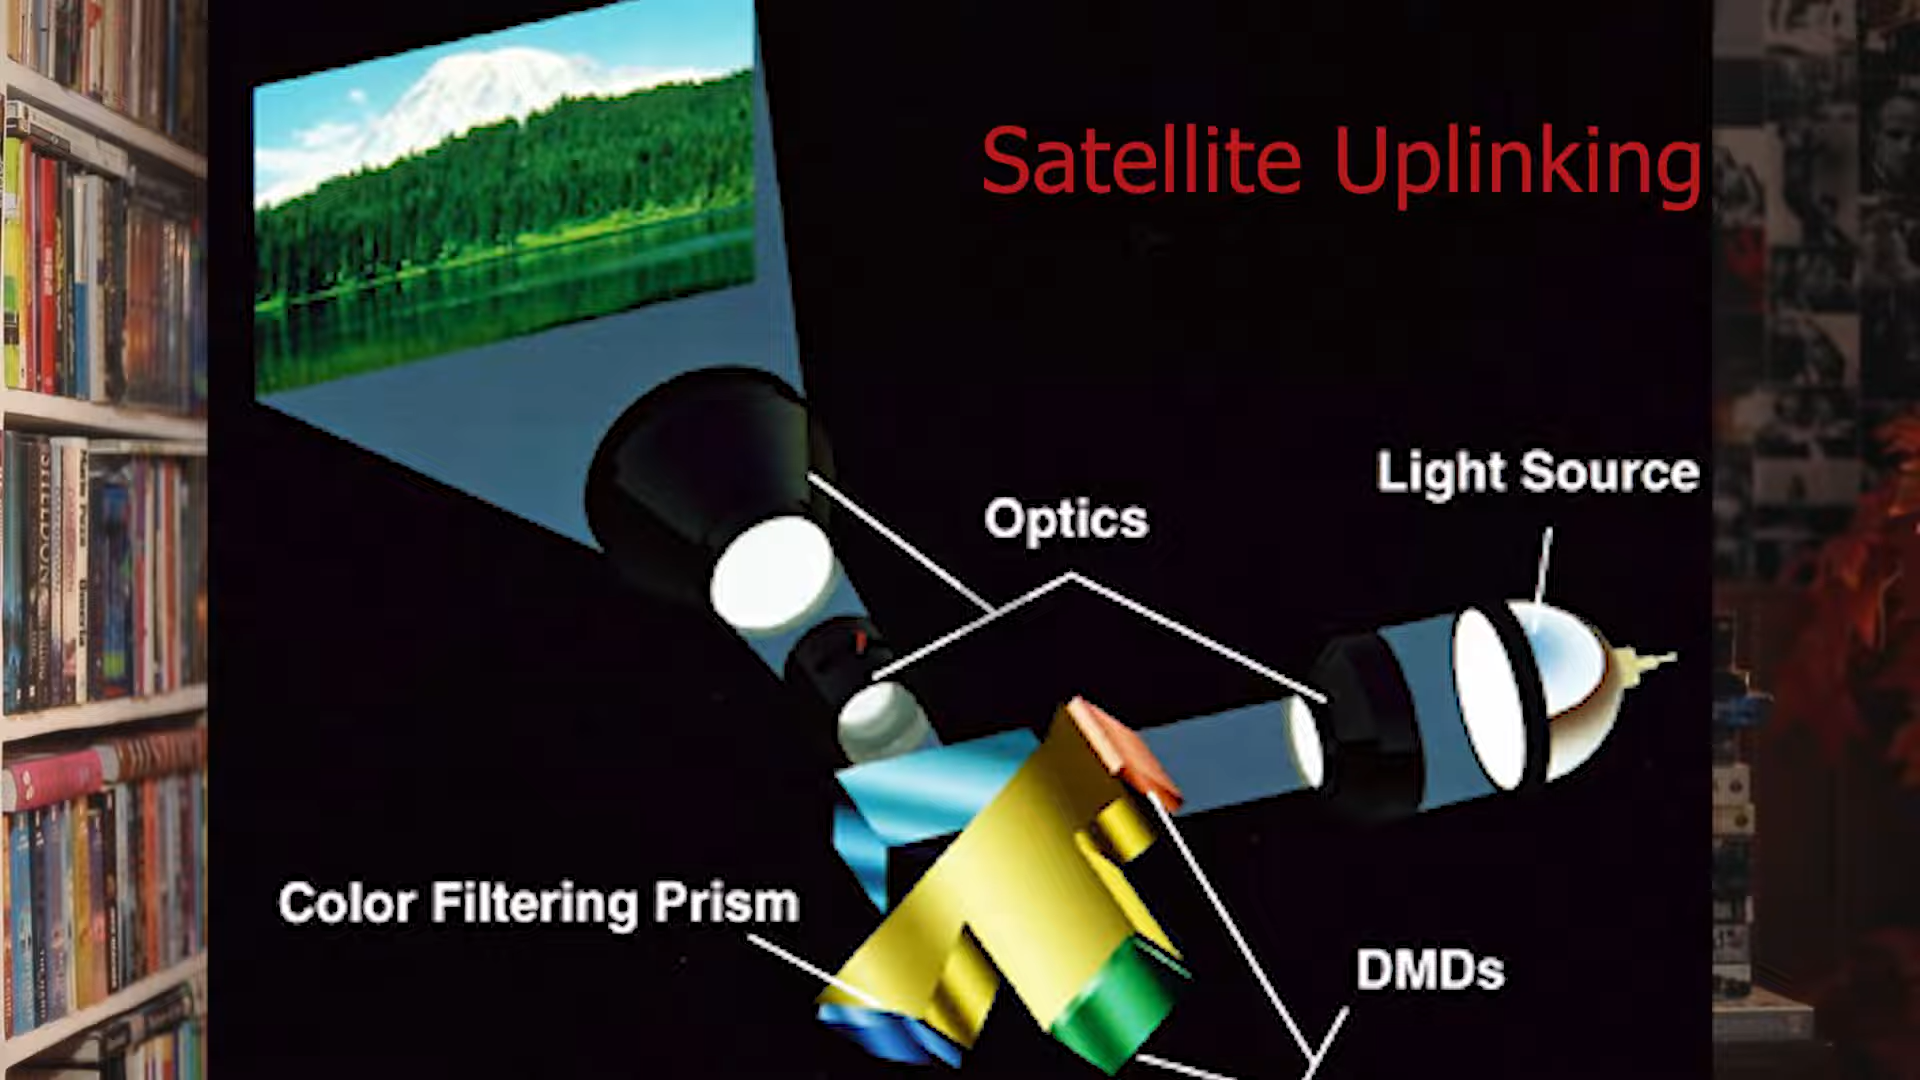 Satellite Uplinking
Light Source
Optics
Color Filtering Prism
DMDs